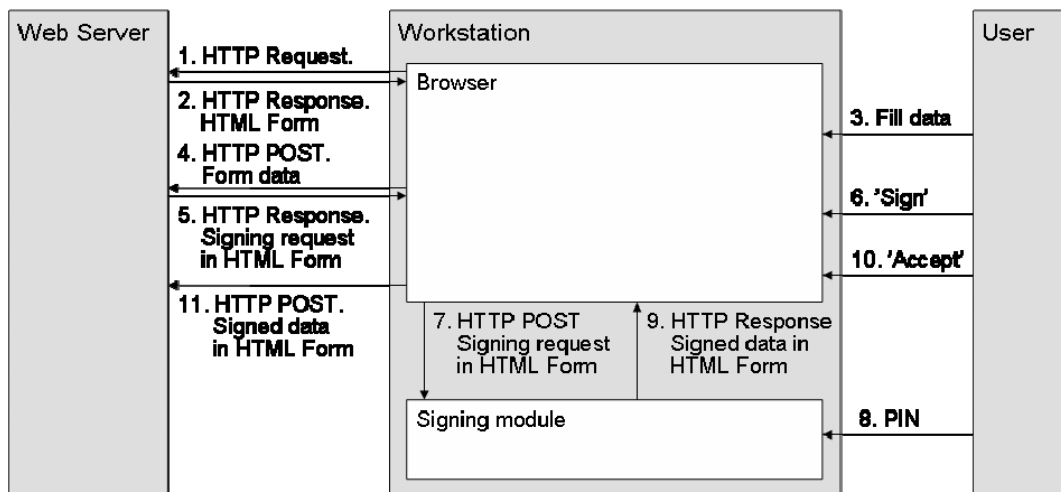 Web Server
Workstation
User
1. HTTP Request.
Browser
2. HTTP Response.
HTML Form
3. Fill data
4. HTTP POST.
Form data
5. HTTP Response.
Signing request
in HTML Form
6. 'Sign'
10. 'Accept'
11. HTTP POST.
Signed data
in HTML Form
7. HTTP POST
Signing request
in HTML Form
9. HTTP Response
Signed data in
HTML Form
Signing module
8. PIN